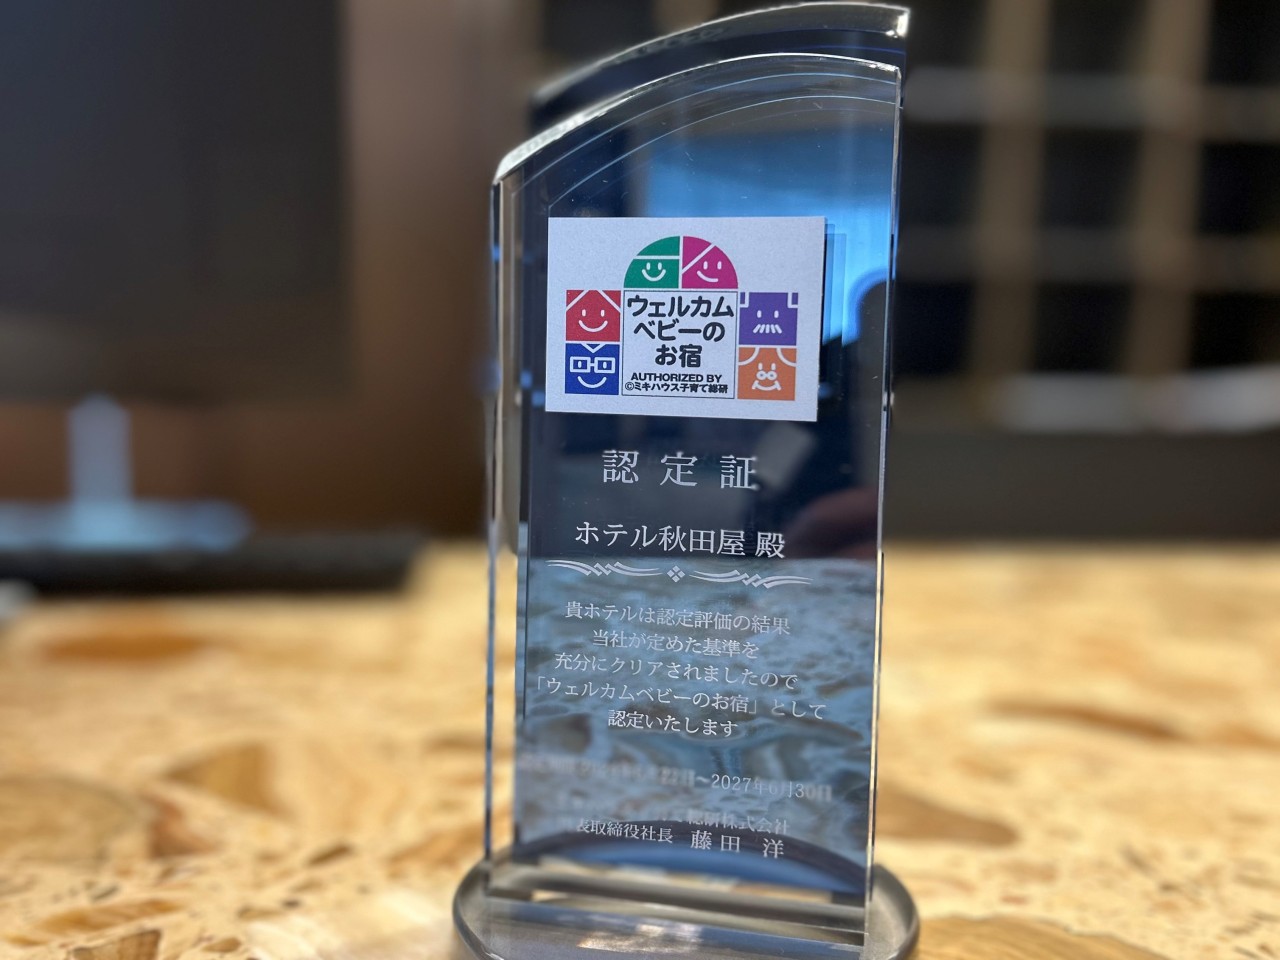 ウェルカム
ベビーの
お宿
AUTHORIZED BY
©ミキハウス子育て総研
認定証
ホテル秋田屋 殿
貴ホテルは認定評価の結果
当社が定めた基準を
充分にクリアされましたので
「ウェルカムベビーのお宿」として
認定いたします
～2027年6月30日
総研株式会社
表取締役社長 藤田 洋